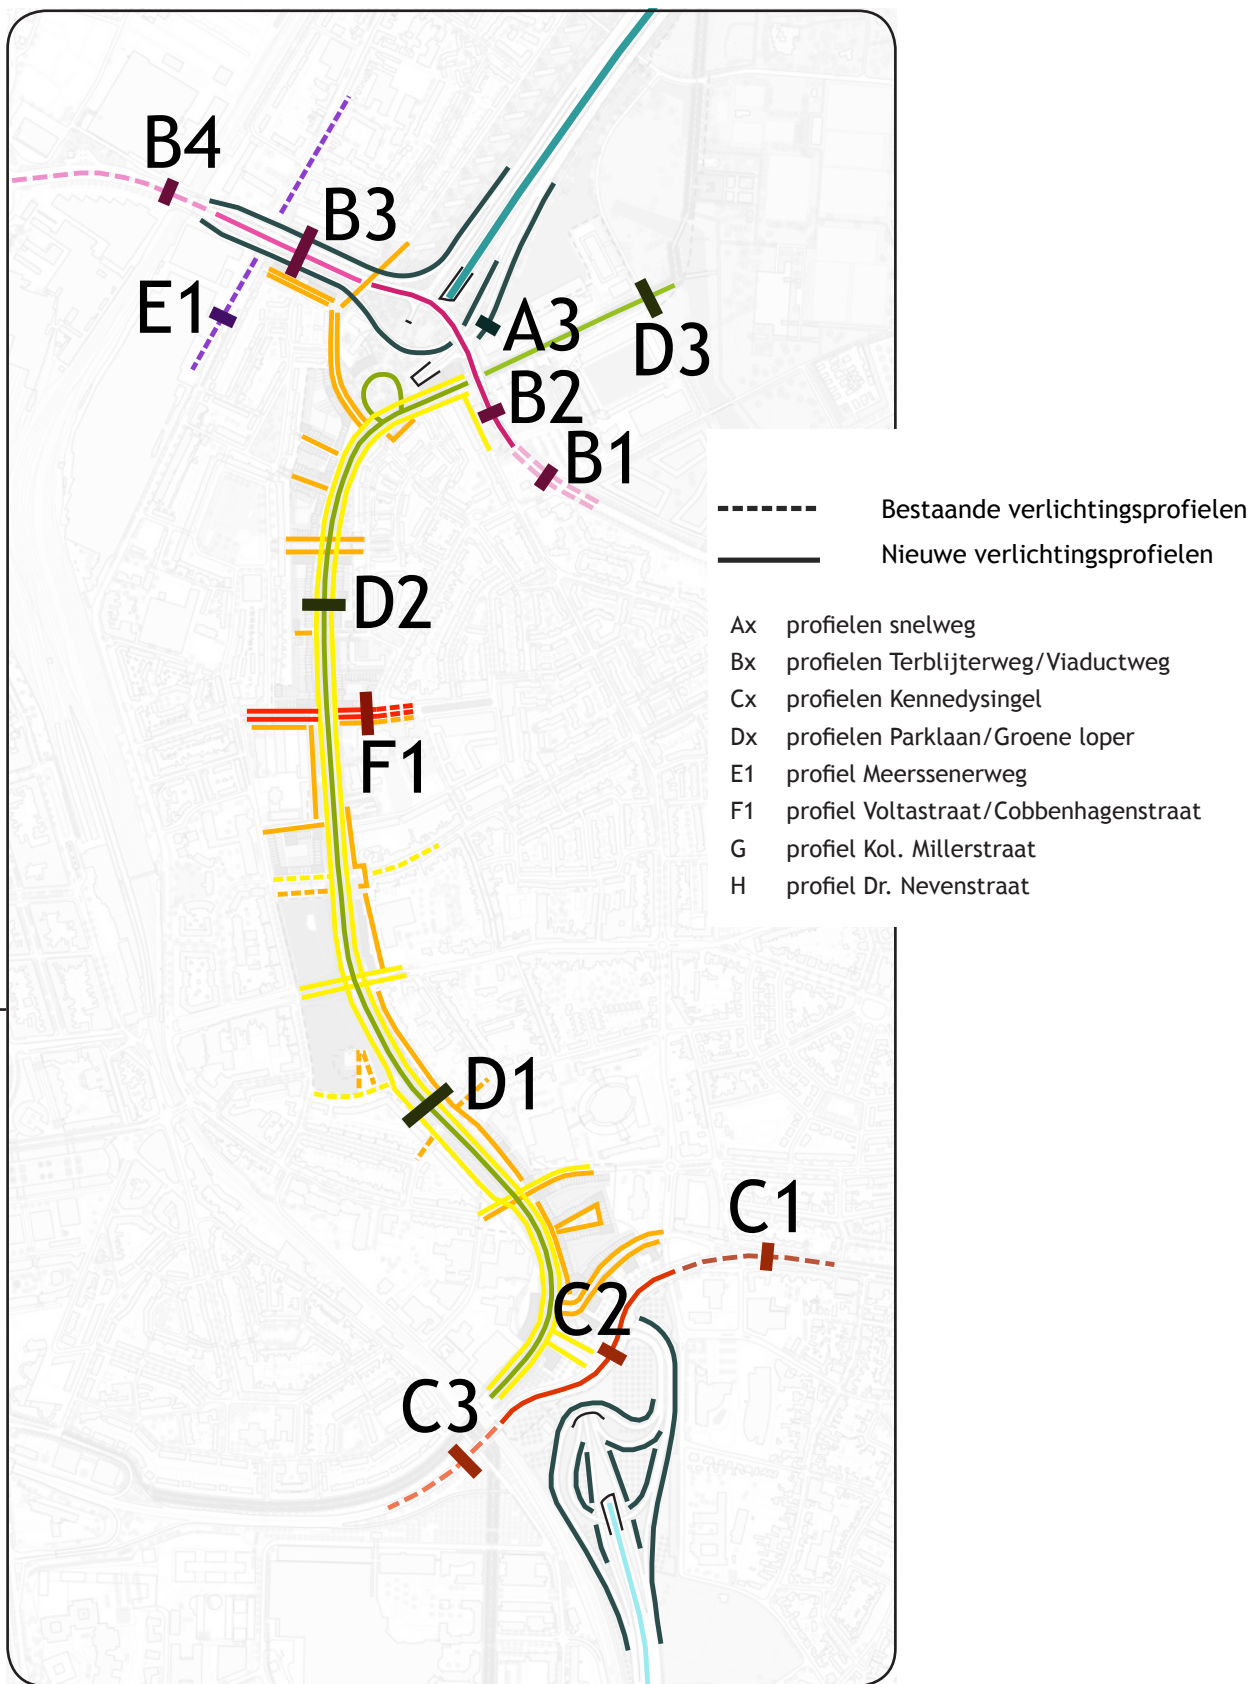 B4
B3
E1
A3
D3
B2
B1
D2
F1
D1
C1
C2
C3
Bestaande verlichtingsprofielen
Nieuwe verlichtingsprofielen
Ax profielen snelweg
Bx profielen Terblijterweg/Viaductweg
Cx profielen Kennedysingel
Dx profielen Parklaan/Groene loper
E1 profiel Meerssenerweg
F1 profiel Voltastraat/Cobbenhagenstraat
G profiel Kol. Millerstraat
H profiel Dr. Nevenstraat